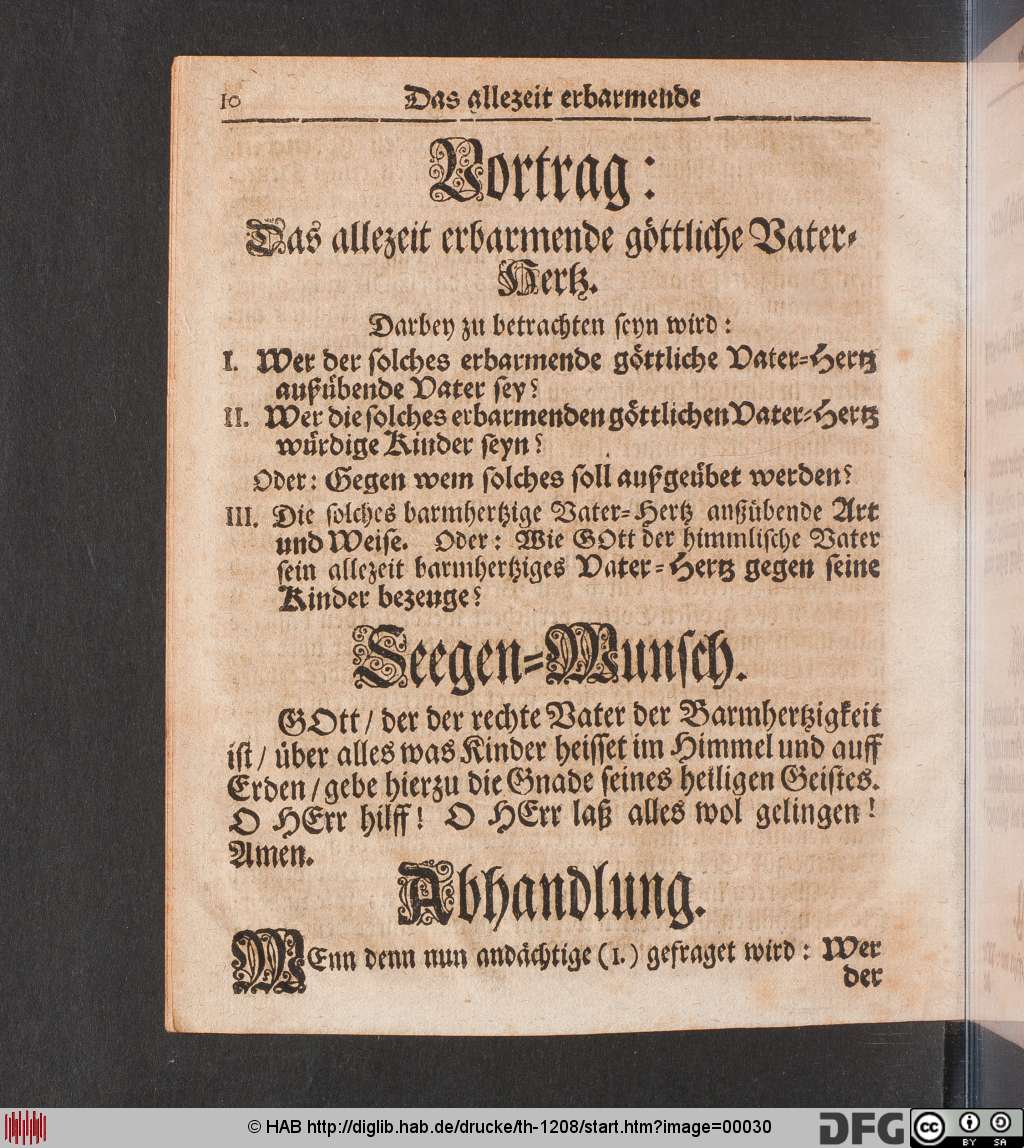 10
Das allezeit erbarmende
Vortrag:
Das allezeit erbarmende göttliche Vater-
Hertz.
Darbey zu betrachten seyn wird:
I. Wer der solches erbarmende göttliche Vater-Hertz
außübende Vater sey?
II. Wer die solches erbarmenden göttlichen Vater-Hertz
würdige Kinder seyn?
Oder: Gegen wem solches soll außgeübet werden?
III. Die solches barmhertzige Vater-Hertz außübende Art
und Weise. Oder: Wie GOtt der himmlische Vater
sein allezeit barmhertziges Vater-Hertz gegen seine
Kinder bezeuge?
Seegen-Wunsch.
GOtt / der der rechte Vater der Barmhertzigkeit
ist / über alles was Kinder heisset im Himmel und auff
Erden / gebe hierzu die Gnade seines heiligen Geistes.
O HErr hilff! O HErr laß alles wol gelingen!
Amen.
Abhandlung.
WEnn denn nun andächtige (I.) gefraget wird: Wer
der
© HAB http://diglib.hab.de/drucke/th-1208/start.htm?image=00030
DFG
cc
BY SA